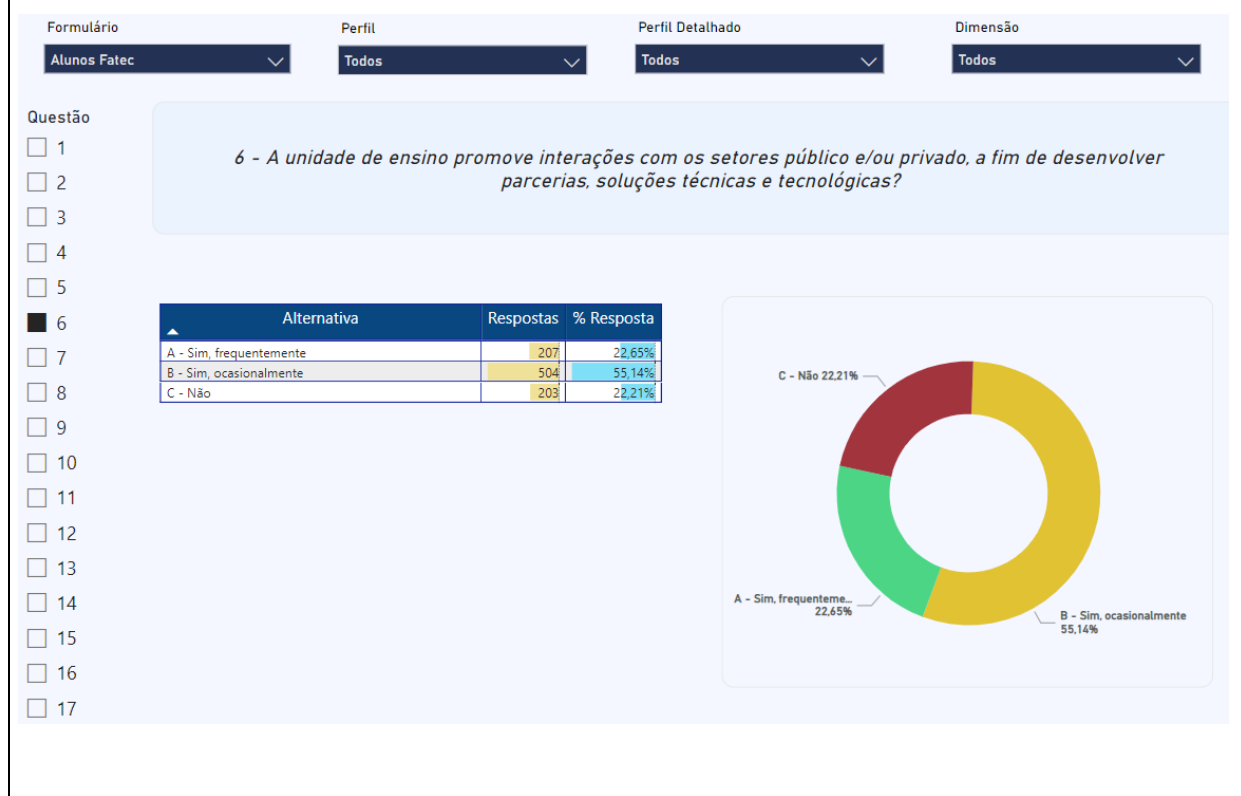 Formulário
Perfil
Perfil Detalhado
Dimensão
Alunos Fatec
Todos
Todos
Todos
Questão
1
2
3
4
5
6
7
8
9
10
11
12
13
14
15
16
17
6 - A unidade de ensino promove interações com os setores público e/ou privado, a fim de desenvolver
parcerias, soluções técnicas e tecnológicas?
Alternativa Respostas % Resposta
A - Sim, frequentemente 207 22,65%
B - Sim, ocasionalmente 504 55,14%
C - Não 203 22,21%
C - Não 22,21%
A - Sim, frequenteme...
22,65%
B - Sim, ocasionalmente
55,14%